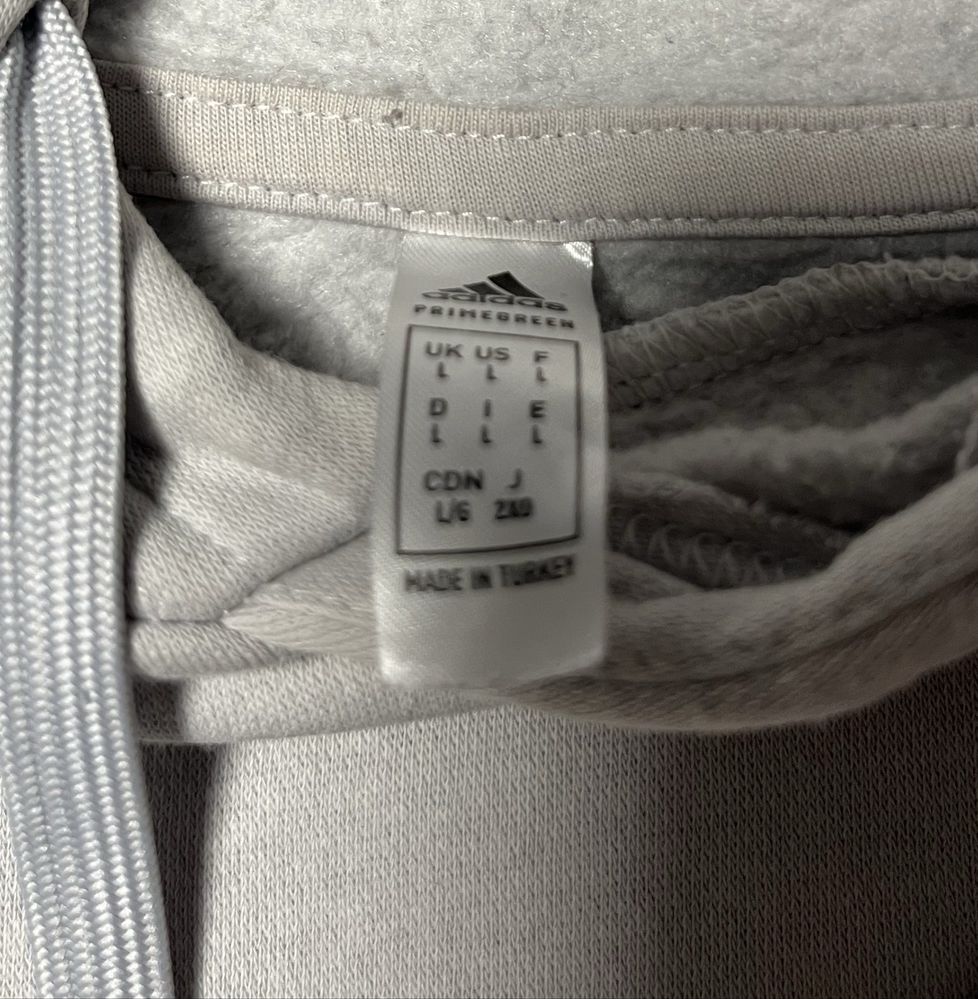 adidas
PRIMEGREEN
UK US F
L L L
D I E
L L L
CDN J
L/G 2XO
MADE IN TURKEY